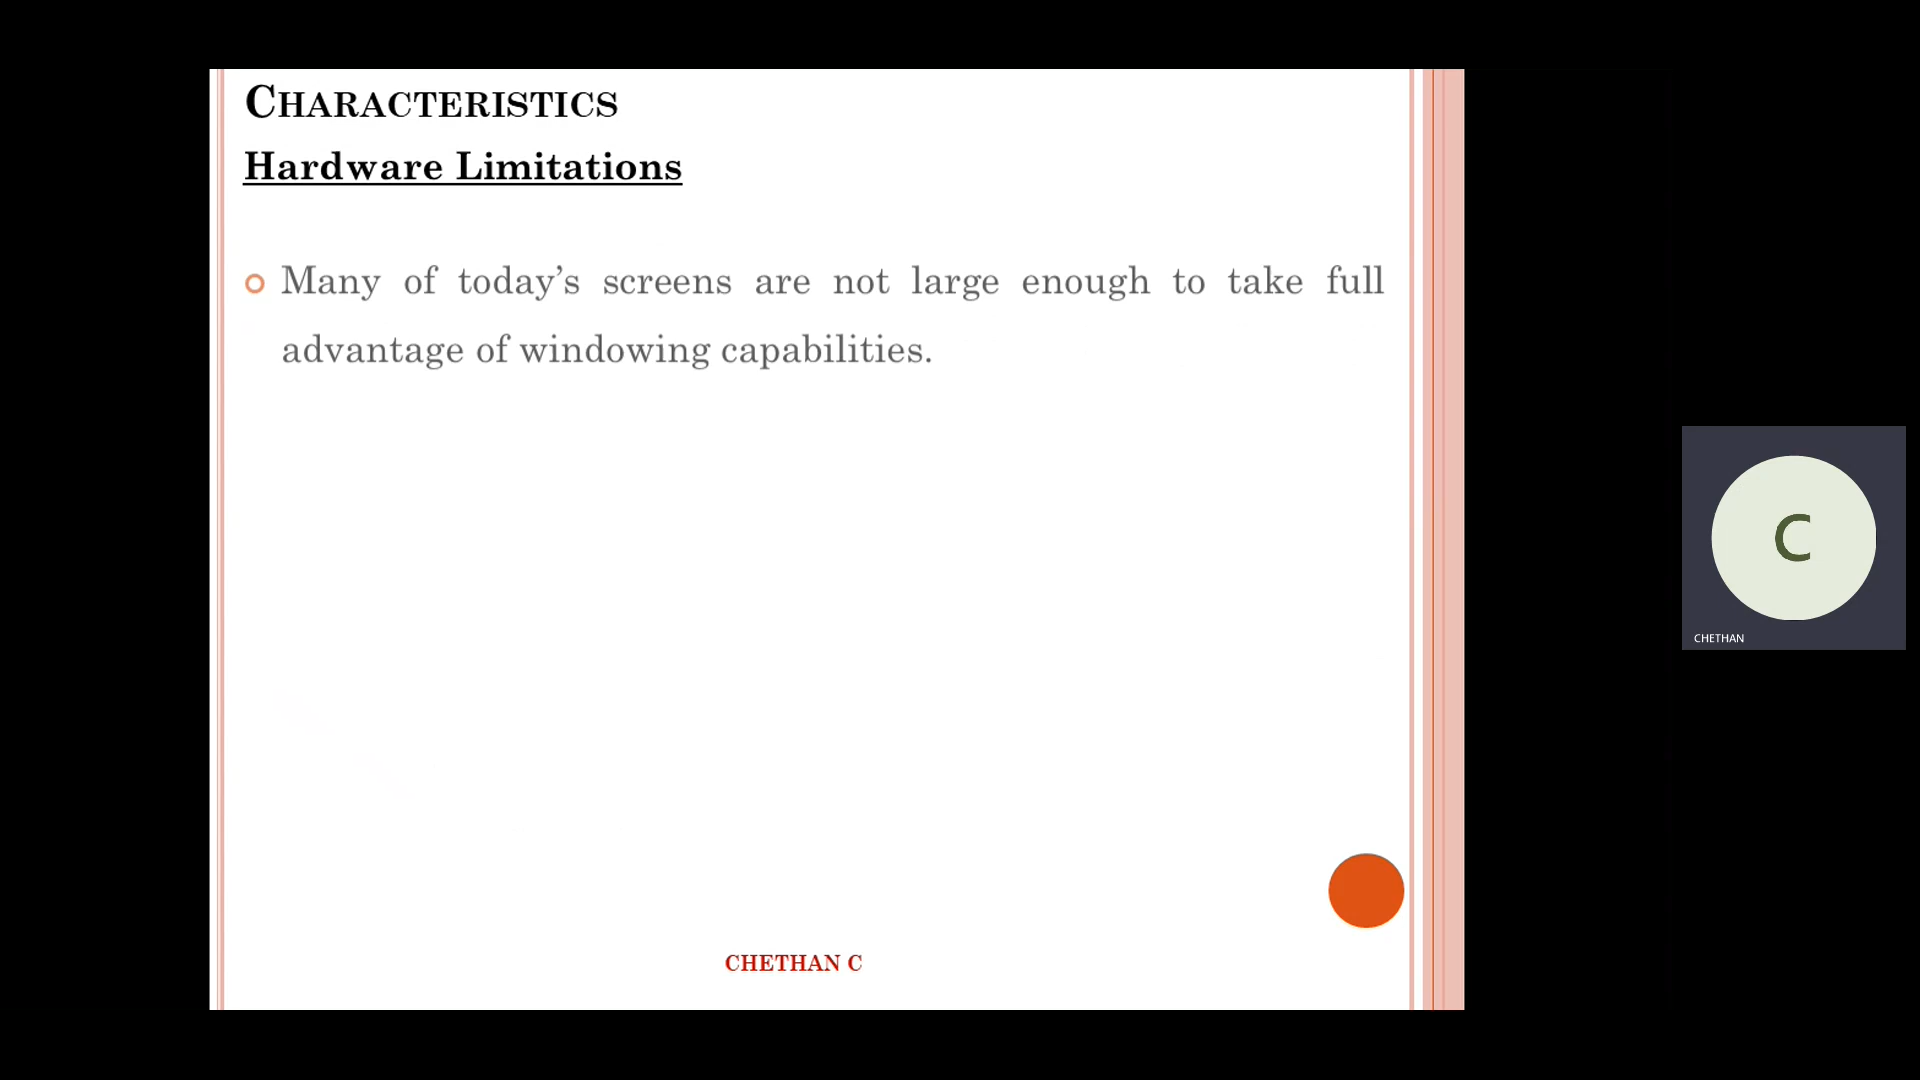 CHARACTERISTICS
Hardware Limitations
Many of today’s screens are not large enough to take full
advantage of windowing capabilities.
C
CHETHAN
CHETHAN C